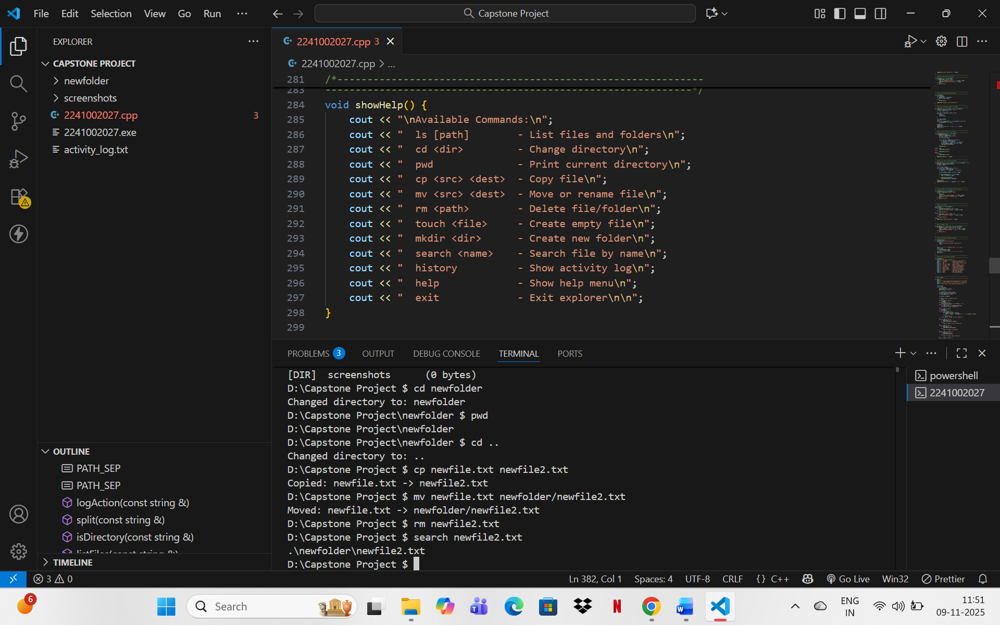 File Edit Selection View Go Run ...
Capstone Project
EXPLORER
CAPSTONE PROJECT
newfolder
screenshots
2241002027.cpp 3
2241002027.exe
activity_log.txt
OUTLINE
PATH_SEP
PATH_SEP
logAction(const string &)
split(const string &)
isDirectory(const string &)
listFiles(const string &)
TIMELINE
2241002027.cpp 3
2241002027.cpp > ...
281 /*-------------------------------------------------------------
283 -------------------------------------------------------------*/
284 void showHelp() {
285 cout << "\nAvailable Commands:\n";
286 cout << "  ls [path]        - List files and folders\n";
287 cout << "  cd <dir>         - Change directory\n";
288 cout << "  pwd              - Print current directory\n";
289 cout << "  cp <src> <dest>  - Copy file\n";
290 cout << "  mv <src> <dest>  - Move or rename file\n";
291 cout << "  rm <path>        - Delete file/folder\n";
292 cout << "  touch <file>     - Create empty file\n";
293 cout << "  mkdir <dir>      - Create new folder\n";
294 cout << "  search <name>    - Search file by name\n";
295 cout << "  history          - Show activity log\n";
296 cout << "  help             - Show help menu\n";
297 cout << "  exit             - Exit explorer\n\n";
298 }
299
PROBLEMS 3 OUTPUT DEBUG CONSOLE TERMINAL PORTS
[DIR]  screenshots      (0 bytes)
D:\Capstone Project $ cd newfolder
Changed directory to: newfolder
D:\Capstone Project\newfolder $ pwd
D:\Capstone Project\newfolder
D:\Capstone Project\newfolder $ cd ..
Changed directory to: ..
D:\Capstone Project $ cp newfile.txt newfile2.txt
Copied: newfile.txt -> newfile2.txt
D:\Capstone Project $ mv newfile.txt newfolder/newfile2.txt
Moved: newfile.txt -> newfolder/newfile2.txt
D:\Capstone Project $ rm newfile2.txt
D:\Capstone Project $ search newfile2.txt
.\newfolder\newfile2.txt
D:\Capstone Project $
powershell
2241002027
3 0 Ln 382, Col 1 Spaces: 4 UTF-8 CRLF {} C++ Go Live Win32 Prettier
6
Search
ENG
IN
11:51
09-11-2025